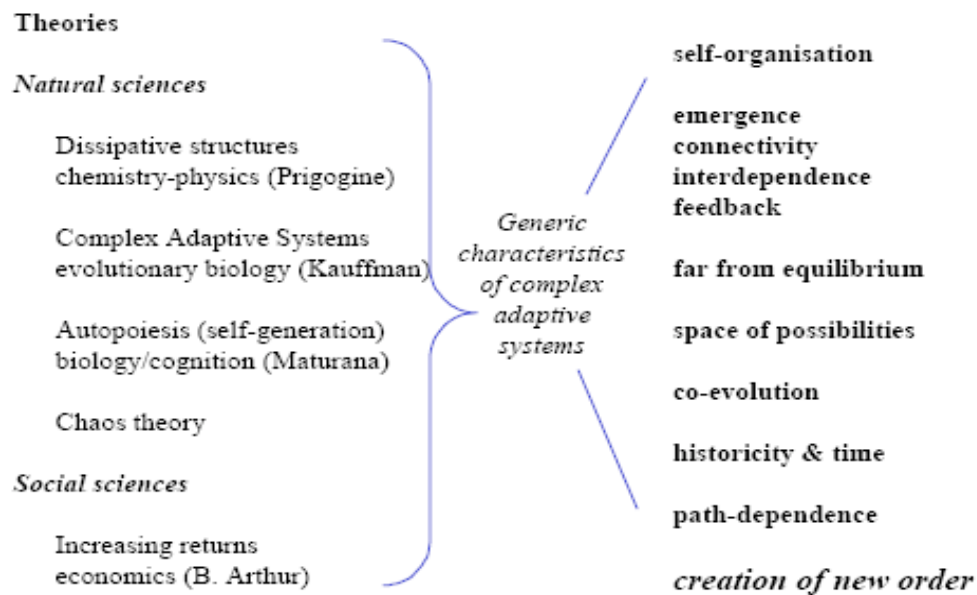 Theories
Natural sciences
Dissipative structures
chemistry-physics (Prigogine)
Complex Adaptive Systems
evolutionary biology (Kauffman)
Autopoiesis (self-generation)
biology/cognition (Maturana)
Chaos theory
Social sciences
Increasing returns
economics (B. Arthur)
Generic
characteristics
of complex
adaptive
systems
self-organisation
emergence
connectivity
interdependence
feedback
far from equilibrium
space of possibilities
co-evolution
historicity & time
path-dependence
creation of new order